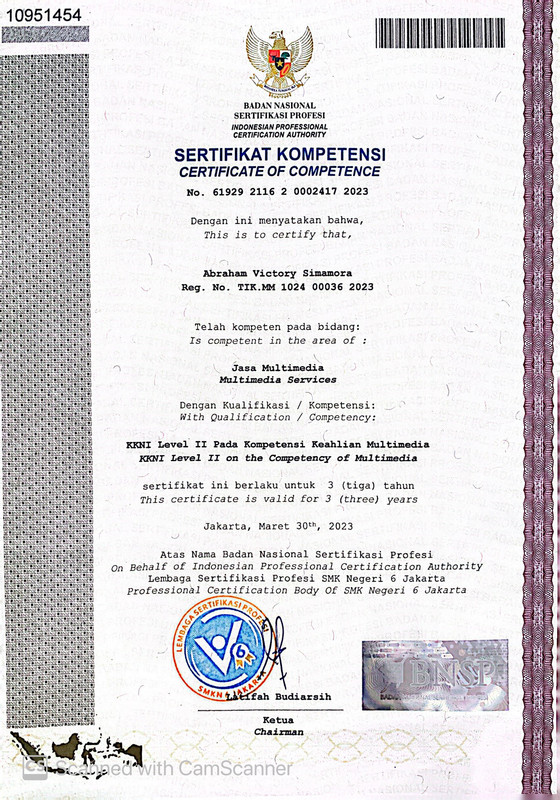 10951454
BADAN NASIONAL
SERTIFIKASI PROFESI
INDONESIAN PROFESSIONAL
CERTIFICATION AUTHORITY
SERTIFIKAT KOMPETENSI
CERTIFICATE OF COMPETENCE
No. 61929 2116 2 0002417 2023
Dengan ini menyatakan bahwa,
This is to certify that,
Abraham Victory Simamora
Reg. No. TIK.MM 1024 00036 2023
Telah kompeten pada bidang:
Is competent in the area of :
Jasa Multimedia
Multimedia Services
Dengan Kualifikasi / Kompetensi:
With Qualification / Competency:
KKNI Level II Pada Kompetensi Keahlian Multimedia
KKNI Level II on the Competency of Multimedia
sertifikat ini berlaku untuk 3 (tiga) tahun
This certificate is valid for 3 (three) years
Jakarta, Maret 30th, 2023
Atas Nama Badan Nasional Sertifikasi Profesi
On Behalf of Indonesian Professional Certification Authority
Lembaga Sertifikasi Profesi SMK Negeri 6 Jakarta
Professional Certification Body Of SMK Negeri 6 Jakarta
LEMBAGA SERTIFIKASI PROFESI
6
SMKN 6 JAKARTA
BNSP
Latifah Budiarsih
Ketua
Chairman
CS Scanned with CamScanner